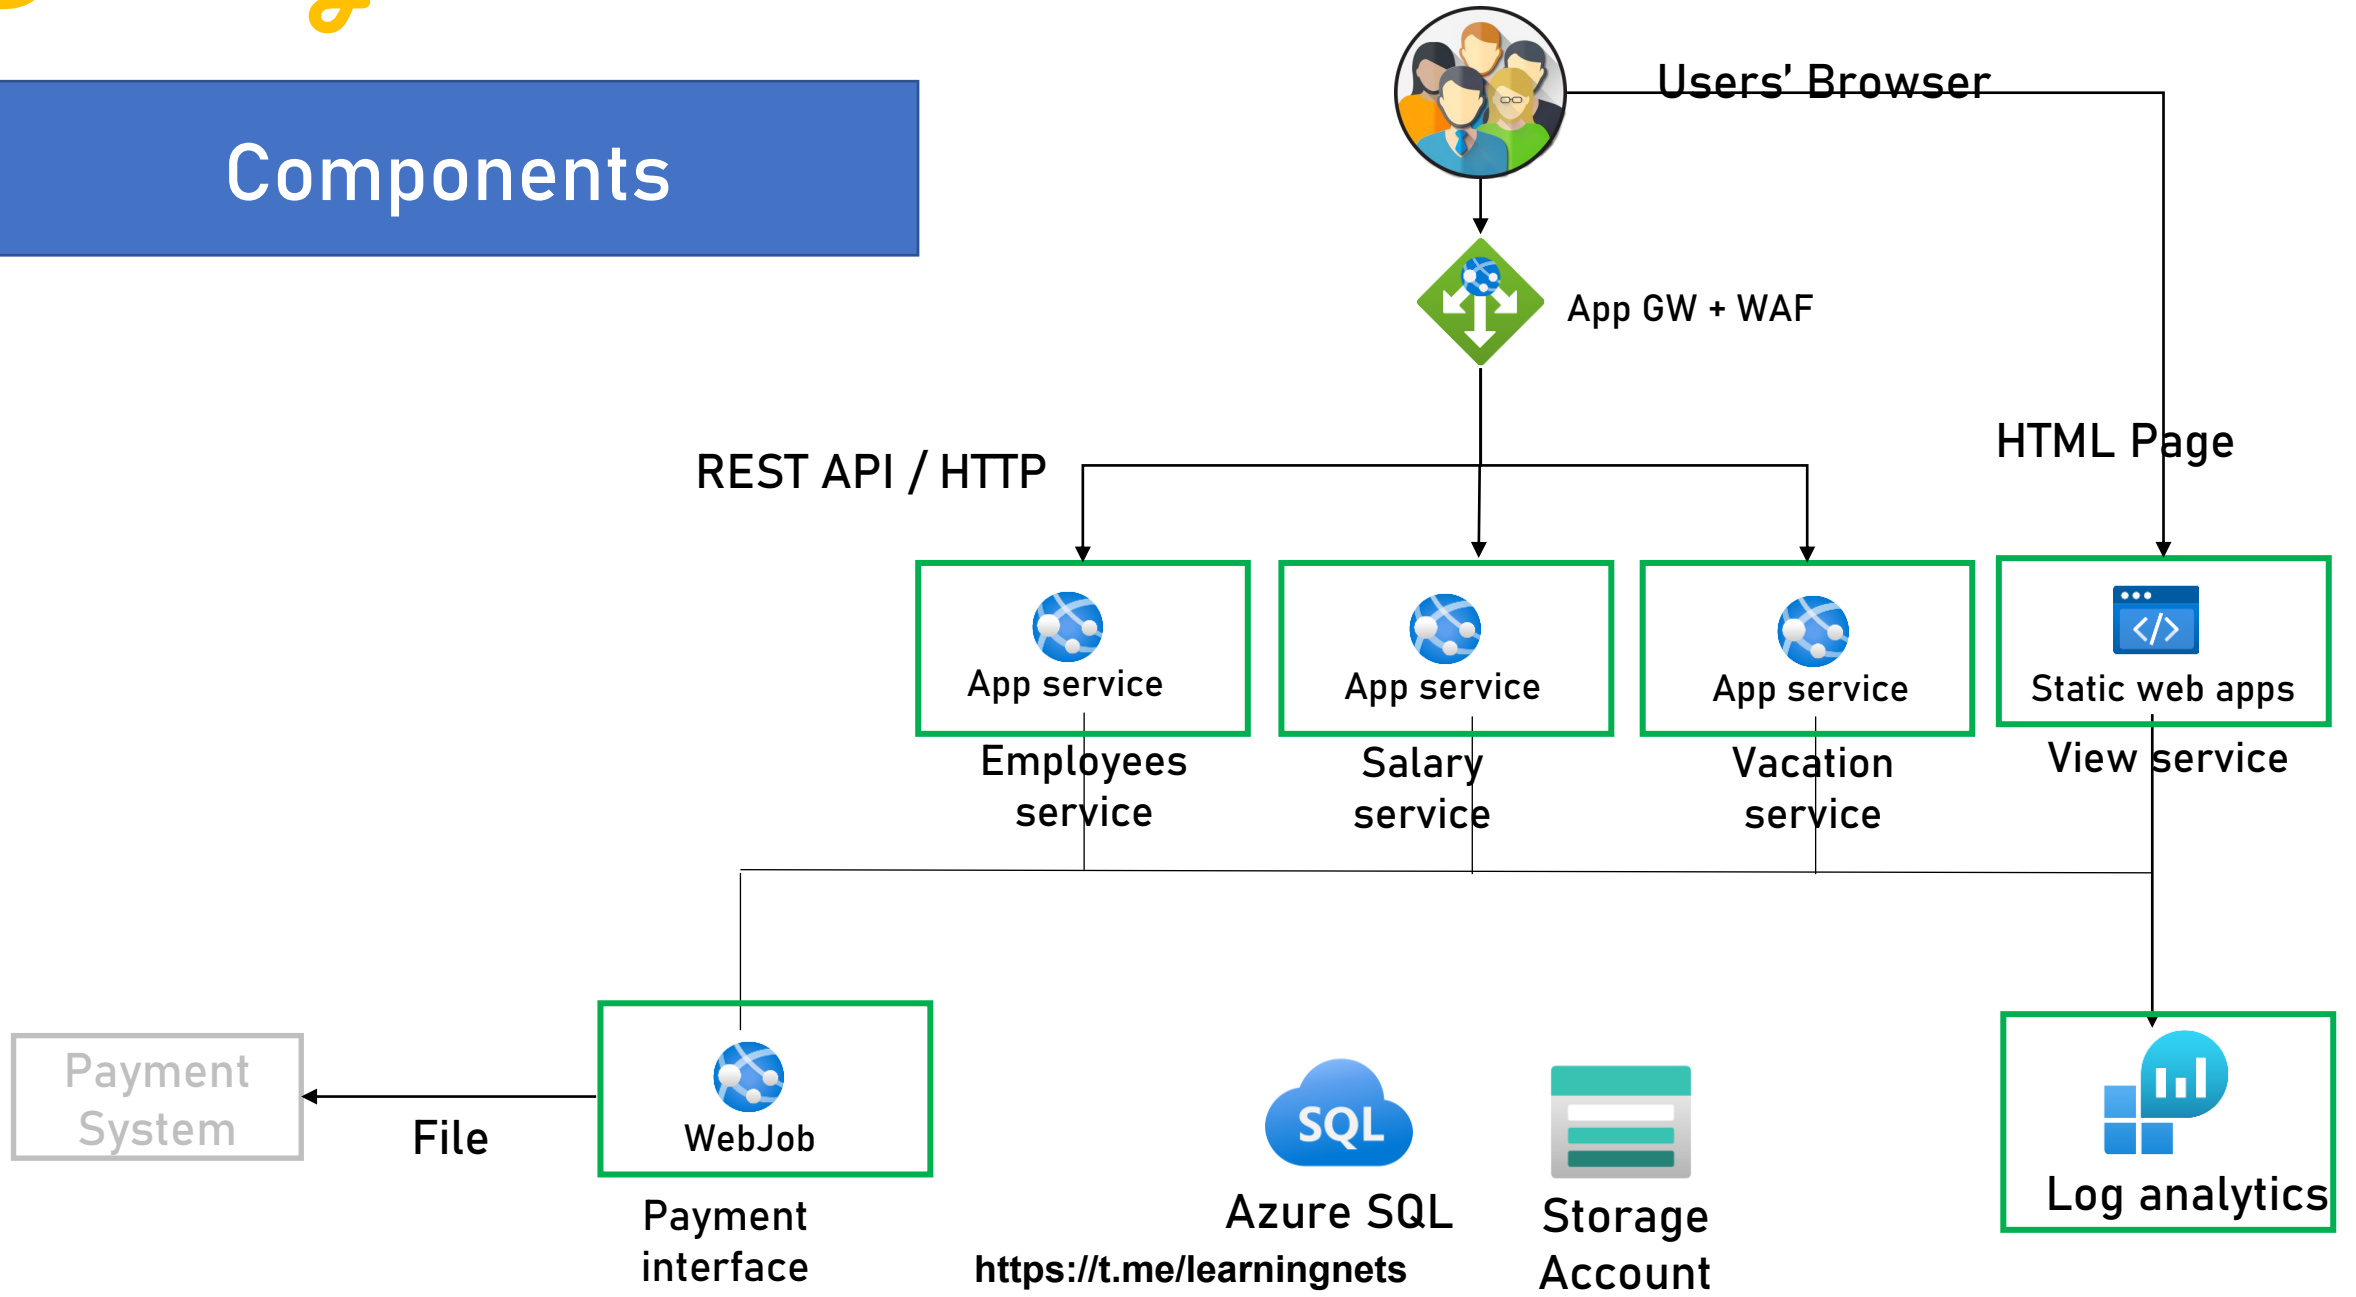 Components
Users’ Browser
App GW + WAF
REST API / HTTP
HTML Page
App service
App service
App service
Static web apps
Employees
service
Salary
service
Vacation
service
View service
Payment
System
File
WebJob
Payment
interface
SQL
Azure SQL
Storage
Account
Log analytics
https://t.me/learningnets